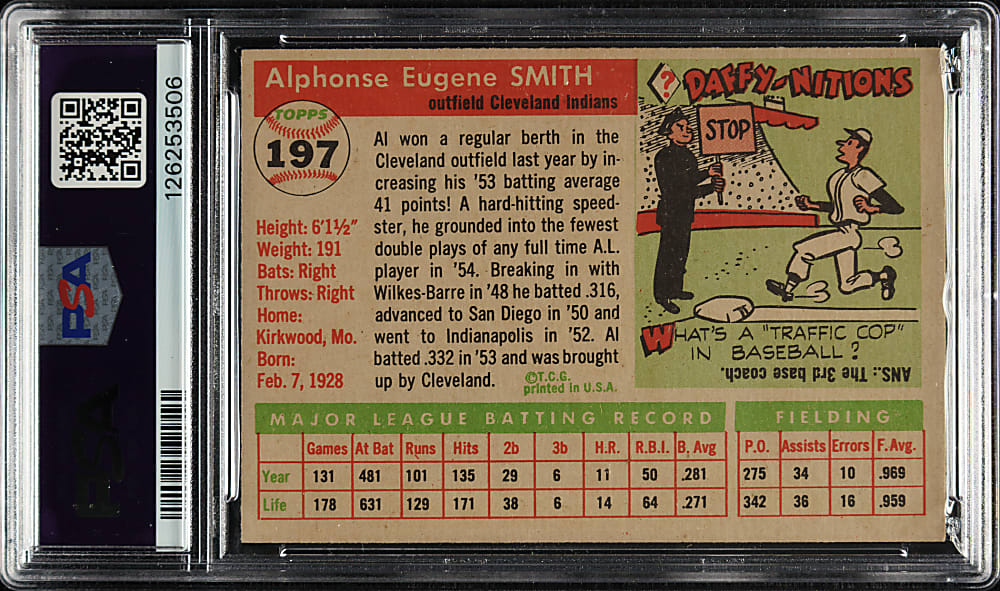 126253506
PSA
PSA
Alphonse Eugene SMITH
outfield Cleveland Indians
TOPPS
197
Height: 6'1½"
Weight: 191
Bats: Right
Throws: Right
Home:
Kirkwood, Mo.
Born:
Feb. 7, 1928
Al won a regular berth in the
Cleveland outfield last year by in-
creasing his '53 batting average
41 points! A hard-hitting speed-
ster, he grounded into the fewest
double plays of any full time A.L.
player in '54. Breaking in with
Wilkes-Barre in '48 he batted .316,
advanced to San Diego in '50 and
went to Indianapolis in '52. Al
batted .332 in '53 and was brought
up by Cleveland.
©T.C.G.
printed in U.S.A.
? DAFFY-NITIONS
STOP
WHAT'S A "TRAFFIC COP"
IN BASEBALL?
ANS.: The 3rd base coach.
MAJOR LEAGUE BATTING RECORD FIELDING
Games At Bat Runs Hits 2b 3b H.R. R.B.I. B. Avg P.O. Assists Errors F. Avg.
Year 131 481 101 135 29 6 11 50 .281 275 34 10 .969
Life 178 631 129 171 38 6 14 64 .271 342 36 16 .959